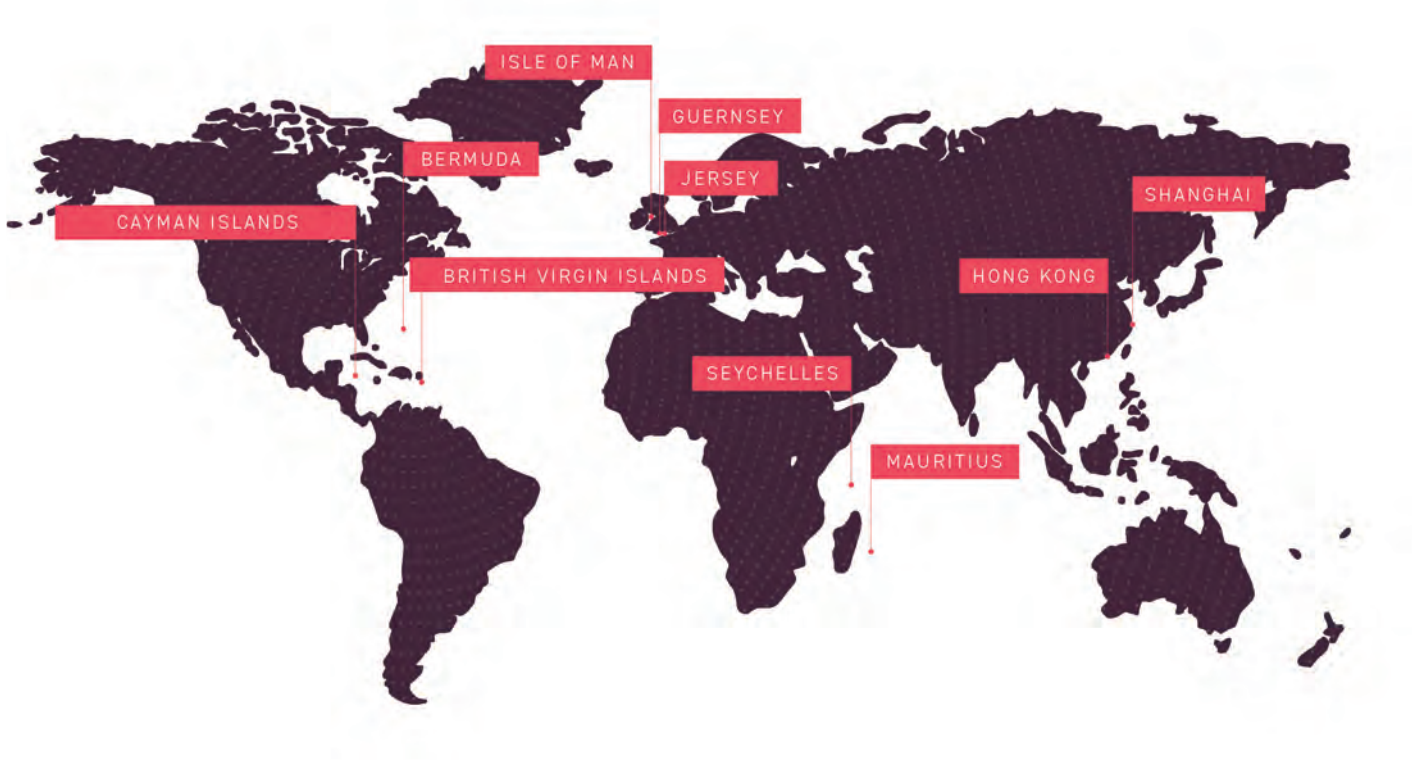 ISLE OF MAN
GUERNSEY
BERMUDA
JERSEY
SHANGHAI
CAYMAN ISLANDS
BRITISH VIRGIN ISLANDS
HONG KONG
SEYCHELLES
MAURITIUS